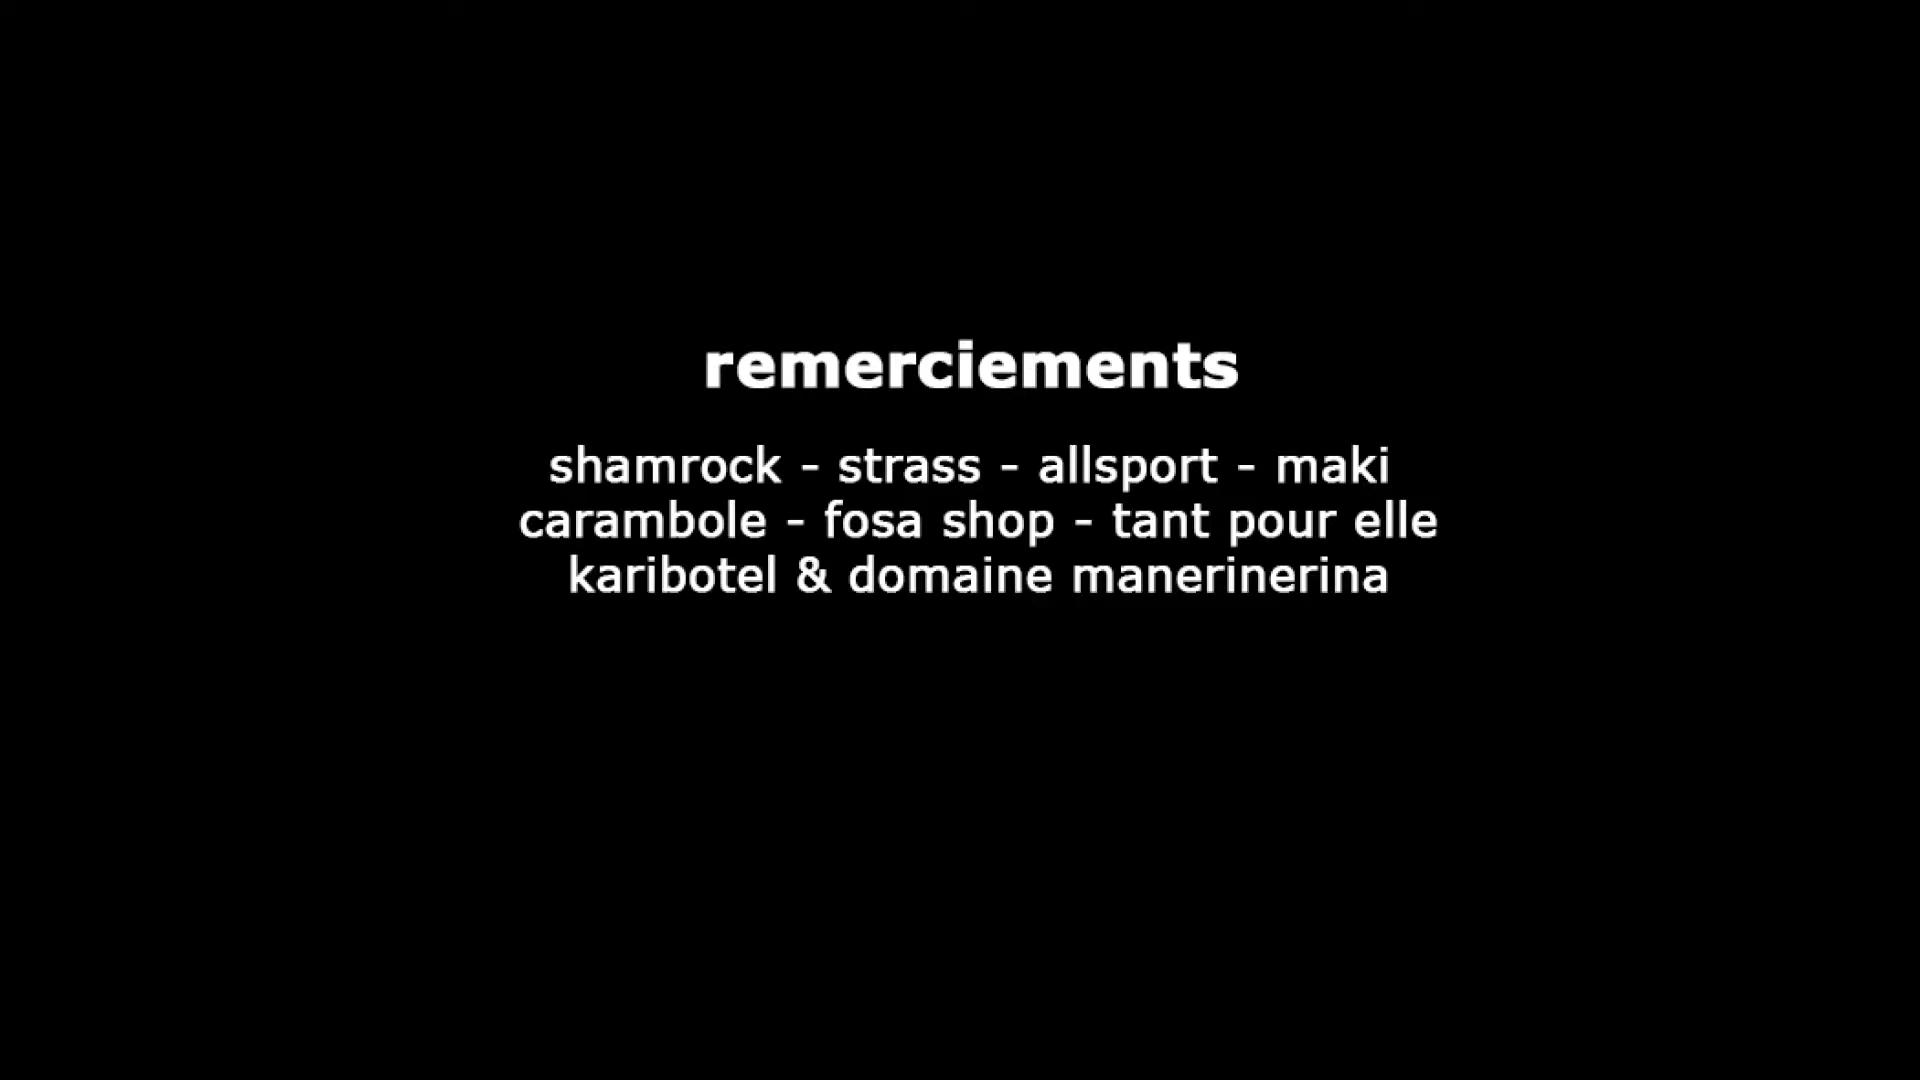 remerciements
shamrock - strass - allsport - maki
carambole - fosa shop - tant pour elle
karibotel & domaine manerinerina